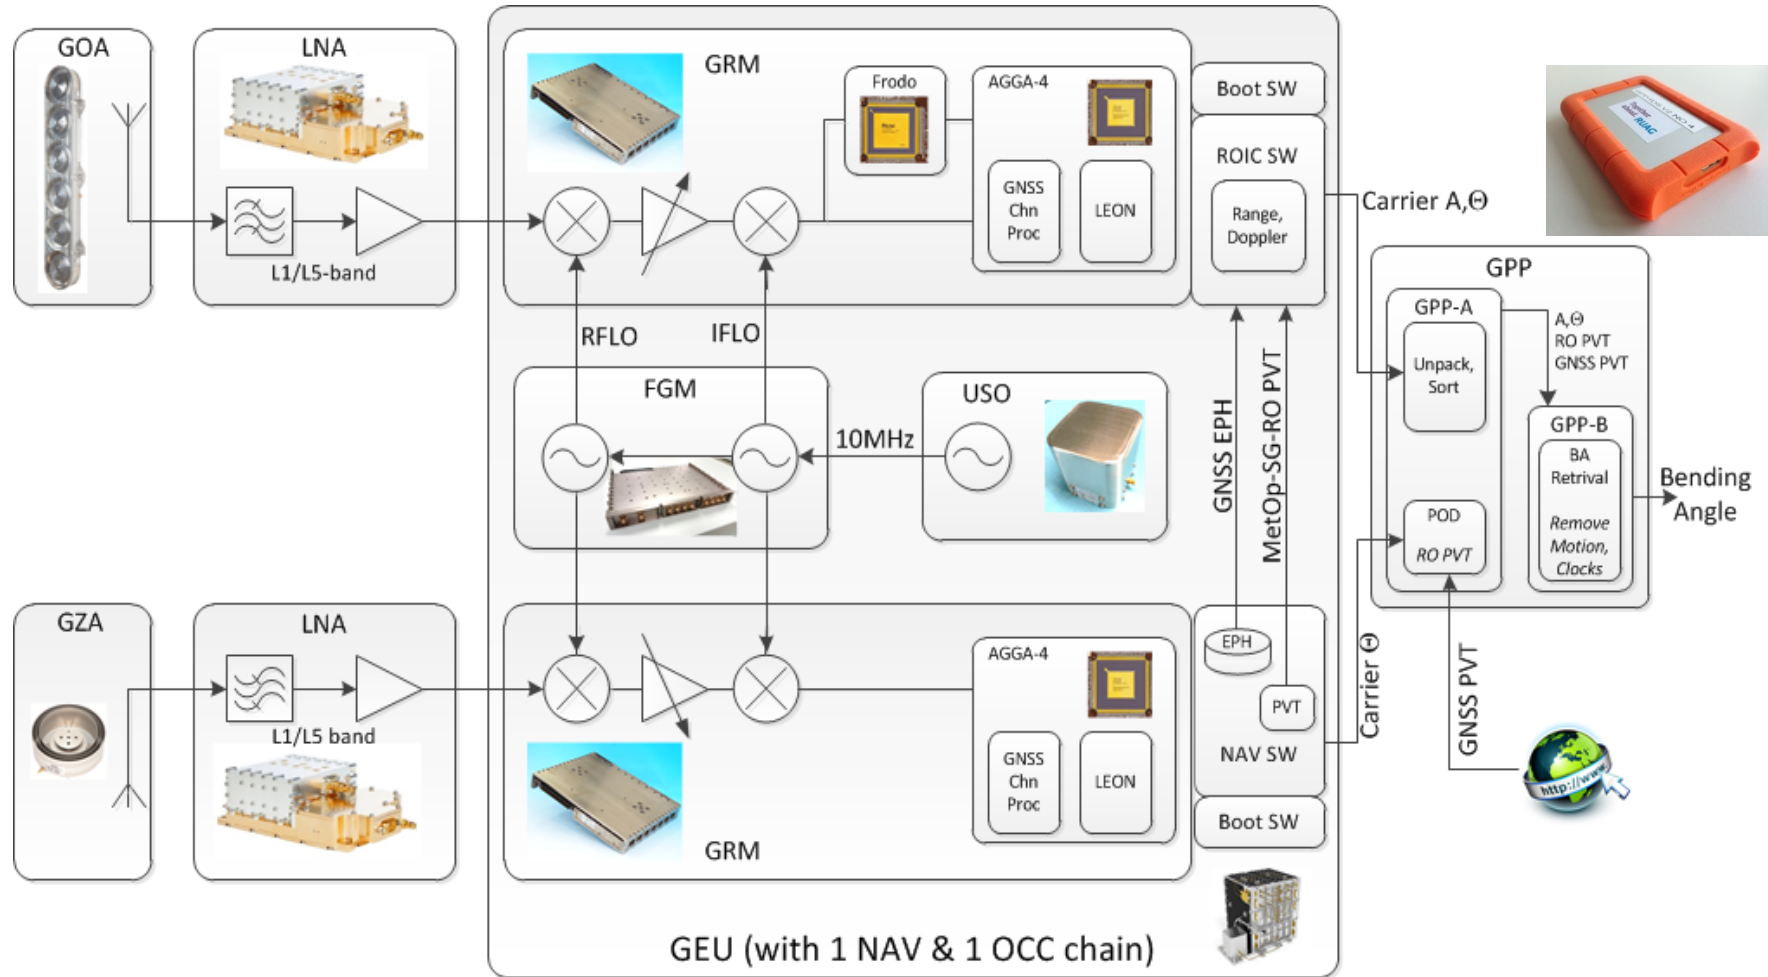 GOA
LNA
L1/L5-band
GRM
Frodo
AGGA-4
GNSS
Chn
Proc
LEON
Boot SW
ROIC SW
Range,
Doppler
Carrier A,Θ
Together
ahead. RUAG
RFLO
IFLO
FGM
10MHz
USO
GNSS EPH
MetOp-SG-RO PVT
GPP
GPP-A
Unpack,
Sort
A,Θ
RO PVT
GNSS PVT
GPP-B
BA
Retrival
Remove
Motion,
Clocks
POD
RO PVT
Bending
Angle
GZA
LNA
L1/L5 band
GRM
AGGA-4
GNSS
Chn
Proc
LEON
EPH
PVT
NAV SW
Boot SW
Carrier Θ
GNSS PVT
http://www.
GEU (with 1 NAV & 1 OCC chain)